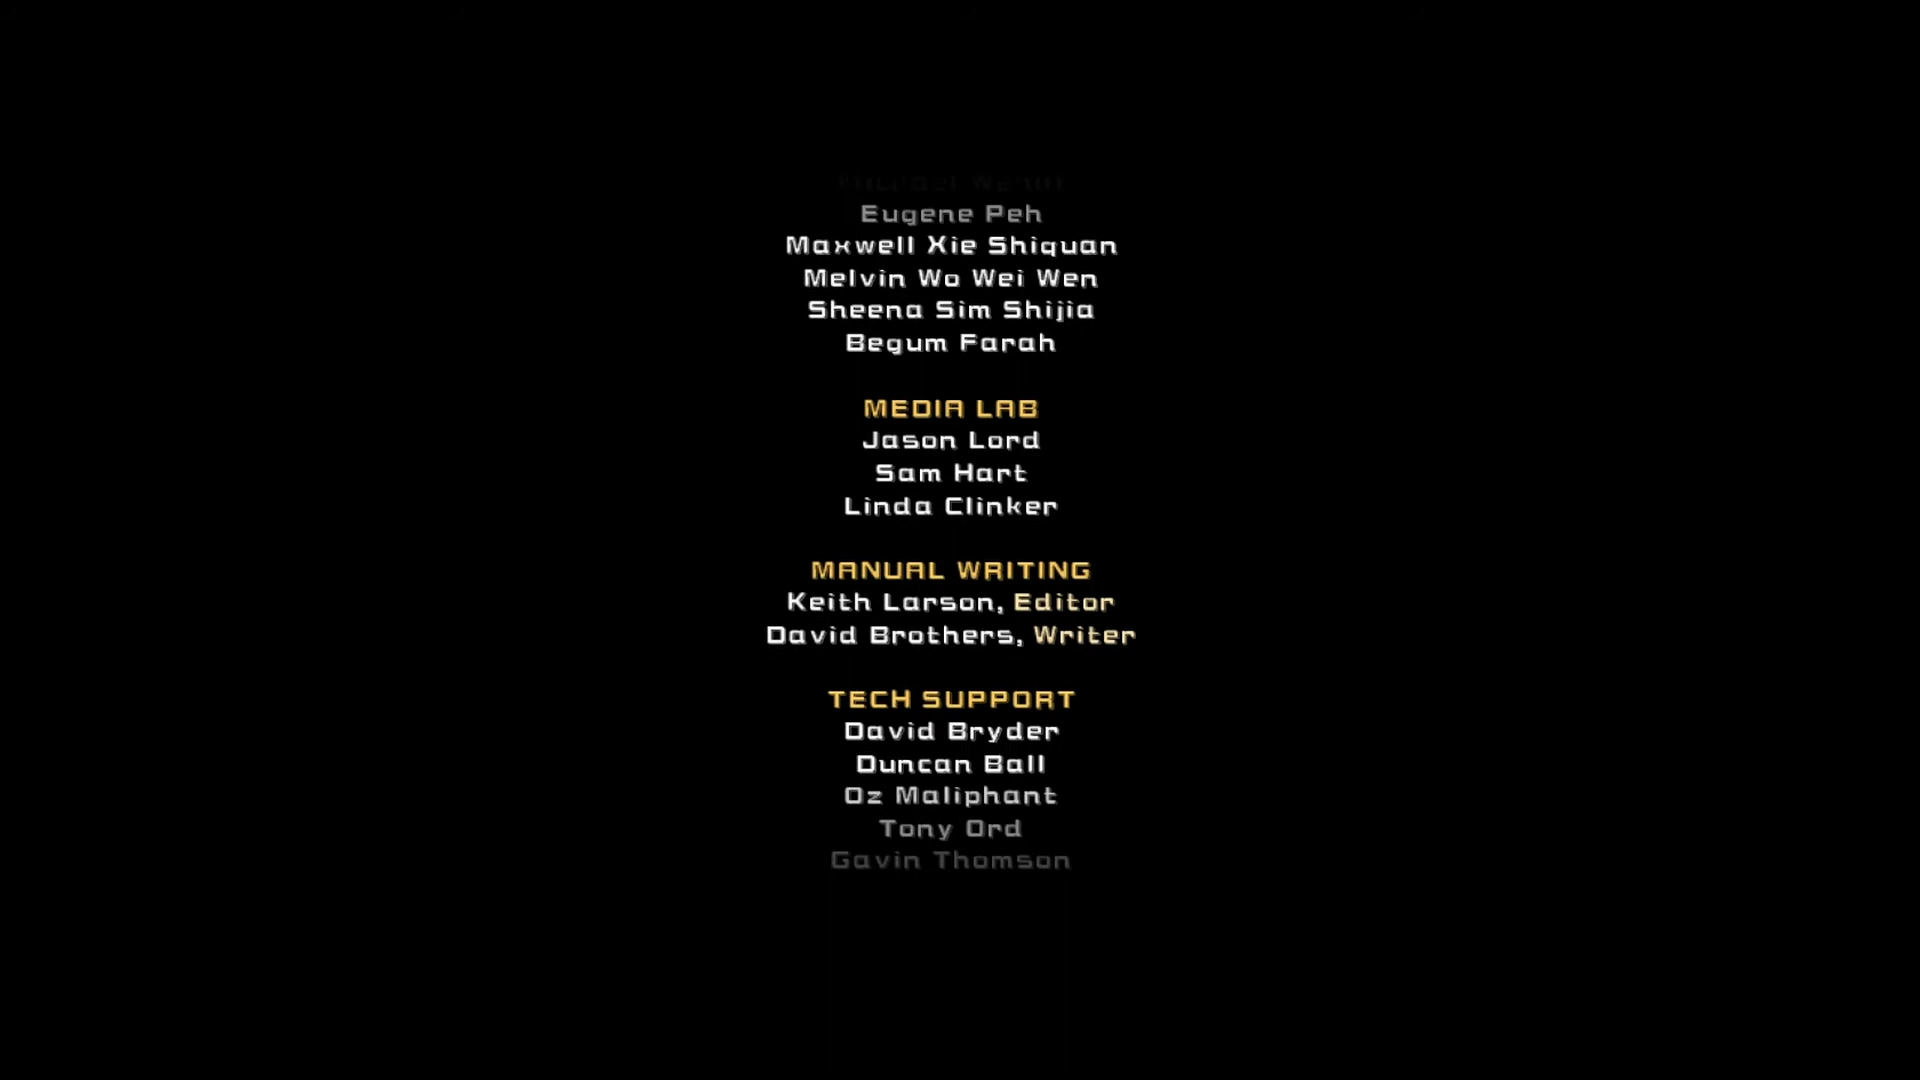 Eugene Peh
Maxwell Xie Shiquan
Melvin Wo Wei Wen
Sheena Sim Shijia
Begum Farah
MEDIA LAB
Jason Lord
Sam Hart
Linda Clinker
MANUAL WRITING
Keith Larson, Editor
David Brothers, Writer
TECH SUPPORT
David Bryder
Duncan Ball
Oz Maliphant
Tony Ord
Gavin Thomson